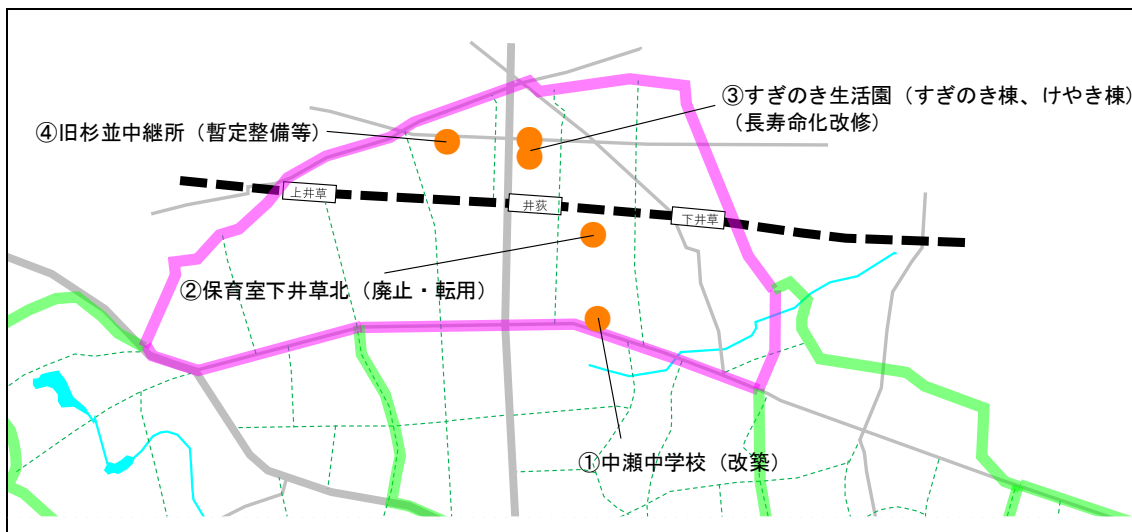 ③すぎのき生活園（すぎのき棟、けやき棟）
（長寿命化改修）
④旧杉並中継所（暫定整備等）
上井草
井荻
下井草
②保育室下井草北（廃止・転用）
①中瀬中学校（改築）